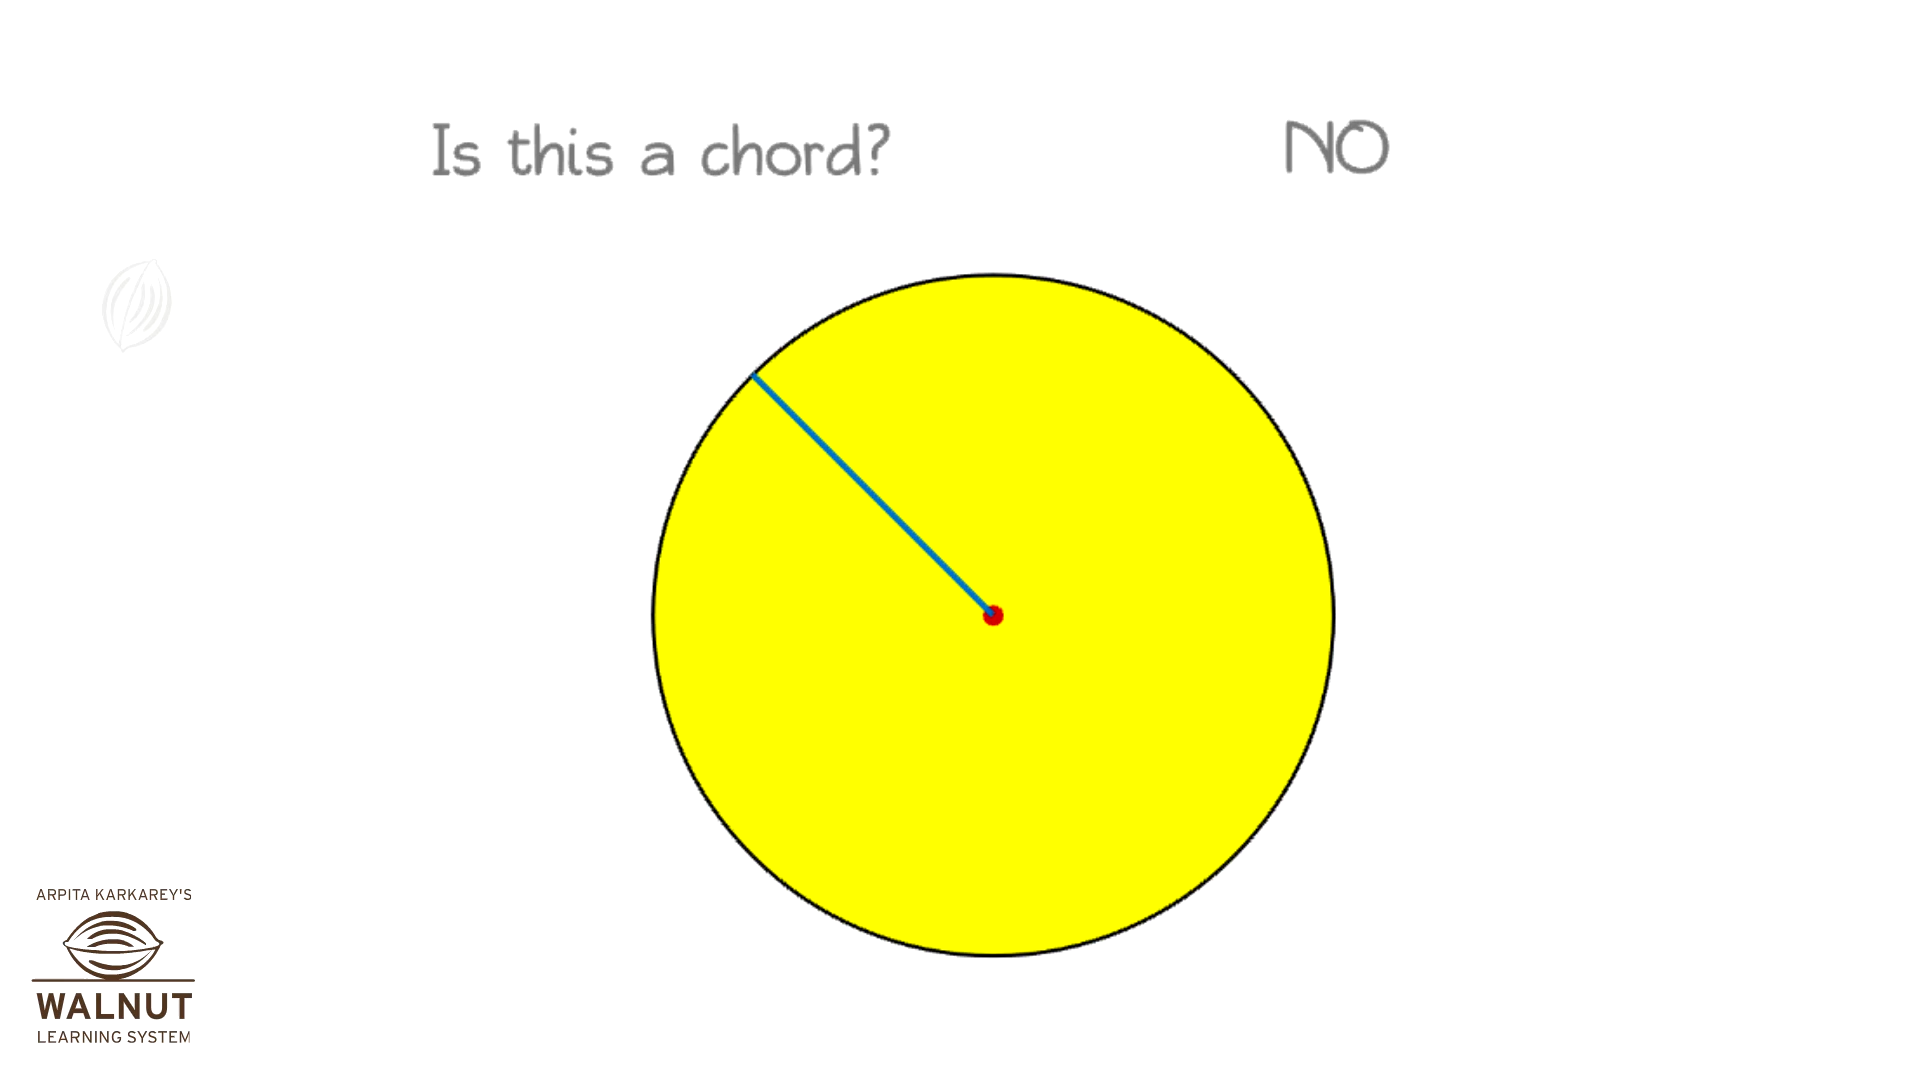 Is this a chord? NO
ARPITA KARKAREY'S
WALNUT
LEARNING SYSTEM